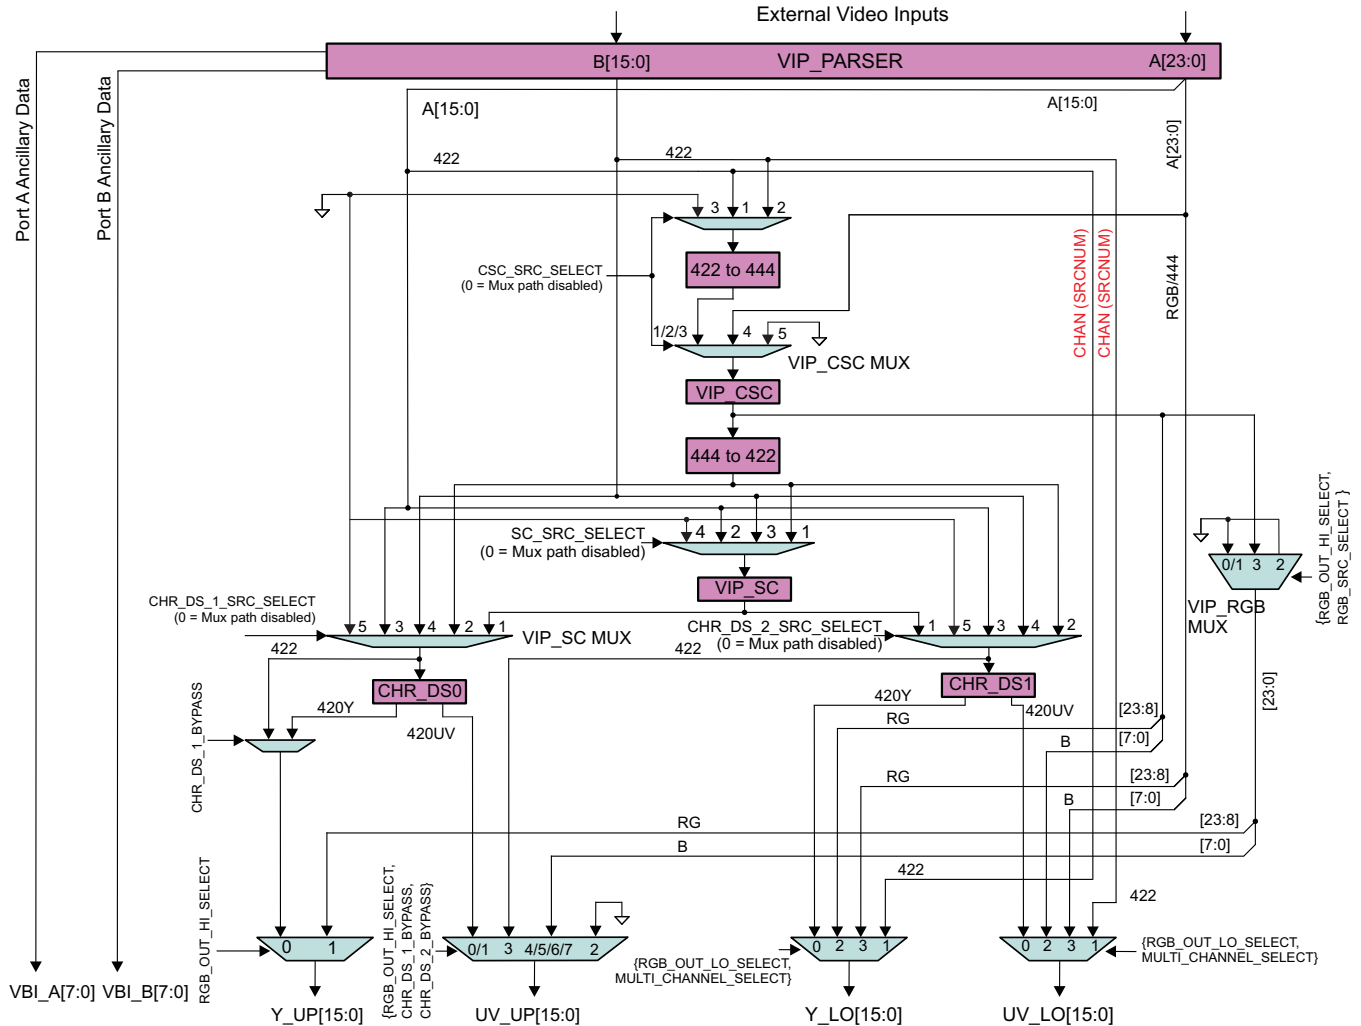 External Video Inputs
B[15:0]
VIP_PARSER
A[23:0]
A[15:0]
A[15:0]
Port A Ancillary Data
Port B Ancillary Data
A[23:0]
422
422
3
1
2
CSC_SRC_SELECT
(0 = Mux path disabled)
422 to 444
CHAN (SRCNUM)
CHAN (SRCNUM)
RGB/444
1/2/3
4
5
VIP_CSC MUX
VIP_CSC
444 to 422
SC_SRC_SELECT
(0 = Mux path disabled)
4
2
3
1
VIP_SC
0/1
3
2
{RGB_OUT_HI_SELECT,
RGB_SRC_SELECT }
VIP_RGB
MUX
CHR_DS_1_SRC_SELECT
(0 = Mux path disabled)
5
3
4
2
1
VIP_SC MUX
CHR_DS_2_SRC_SELECT
(0 = Mux path disabled)
1
5
3
4
2
422
422
CHR_DS0
CHR_DS1
420Y
420UV
420Y
420UV
CHR_DS_1_BYPASS
[23:0]
RG
[23:8]
B
[7:0]
RG
[23:8]
B
[7:0]
RG
[23:8]
B
[7:0]
422
422
RGB_OUT_HI_SELECT
{RGB_OUT_HI_SELECT,
CHR_DS_1_BYPASS,
CHR_DS_2_BYPASS}
0
1
0/1
3
4/5/6/7
2
0
2
3
1
0
2
3
1
{RGB_OUT_LO_SELECT,
MULTI_CHANNEL_SELECT}
{RGB_OUT_LO_SELECT,
MULTI_CHANNEL_SELECT}
VBI_A[7:0]
VBI_B[7:0]
Y_UP[15:0]
UV_UP[15:0]
Y_LO[15:0]
UV_LO[15:0]